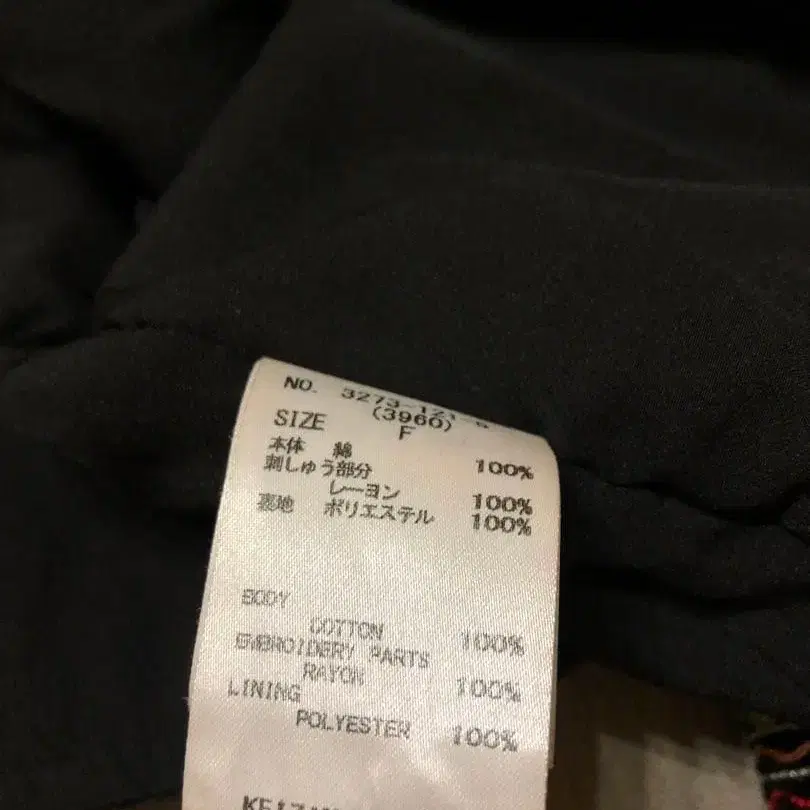 NO. 3273-121
(3960)
SIZE F
本体 綿 100%
刺しゅう部分
レーヨン 100%
裏地 ポリエステル 100%
BODY
COTTON 100%
EMBROIDERY PARTS
RAYON 100%
LINING
POLYESTER 100%